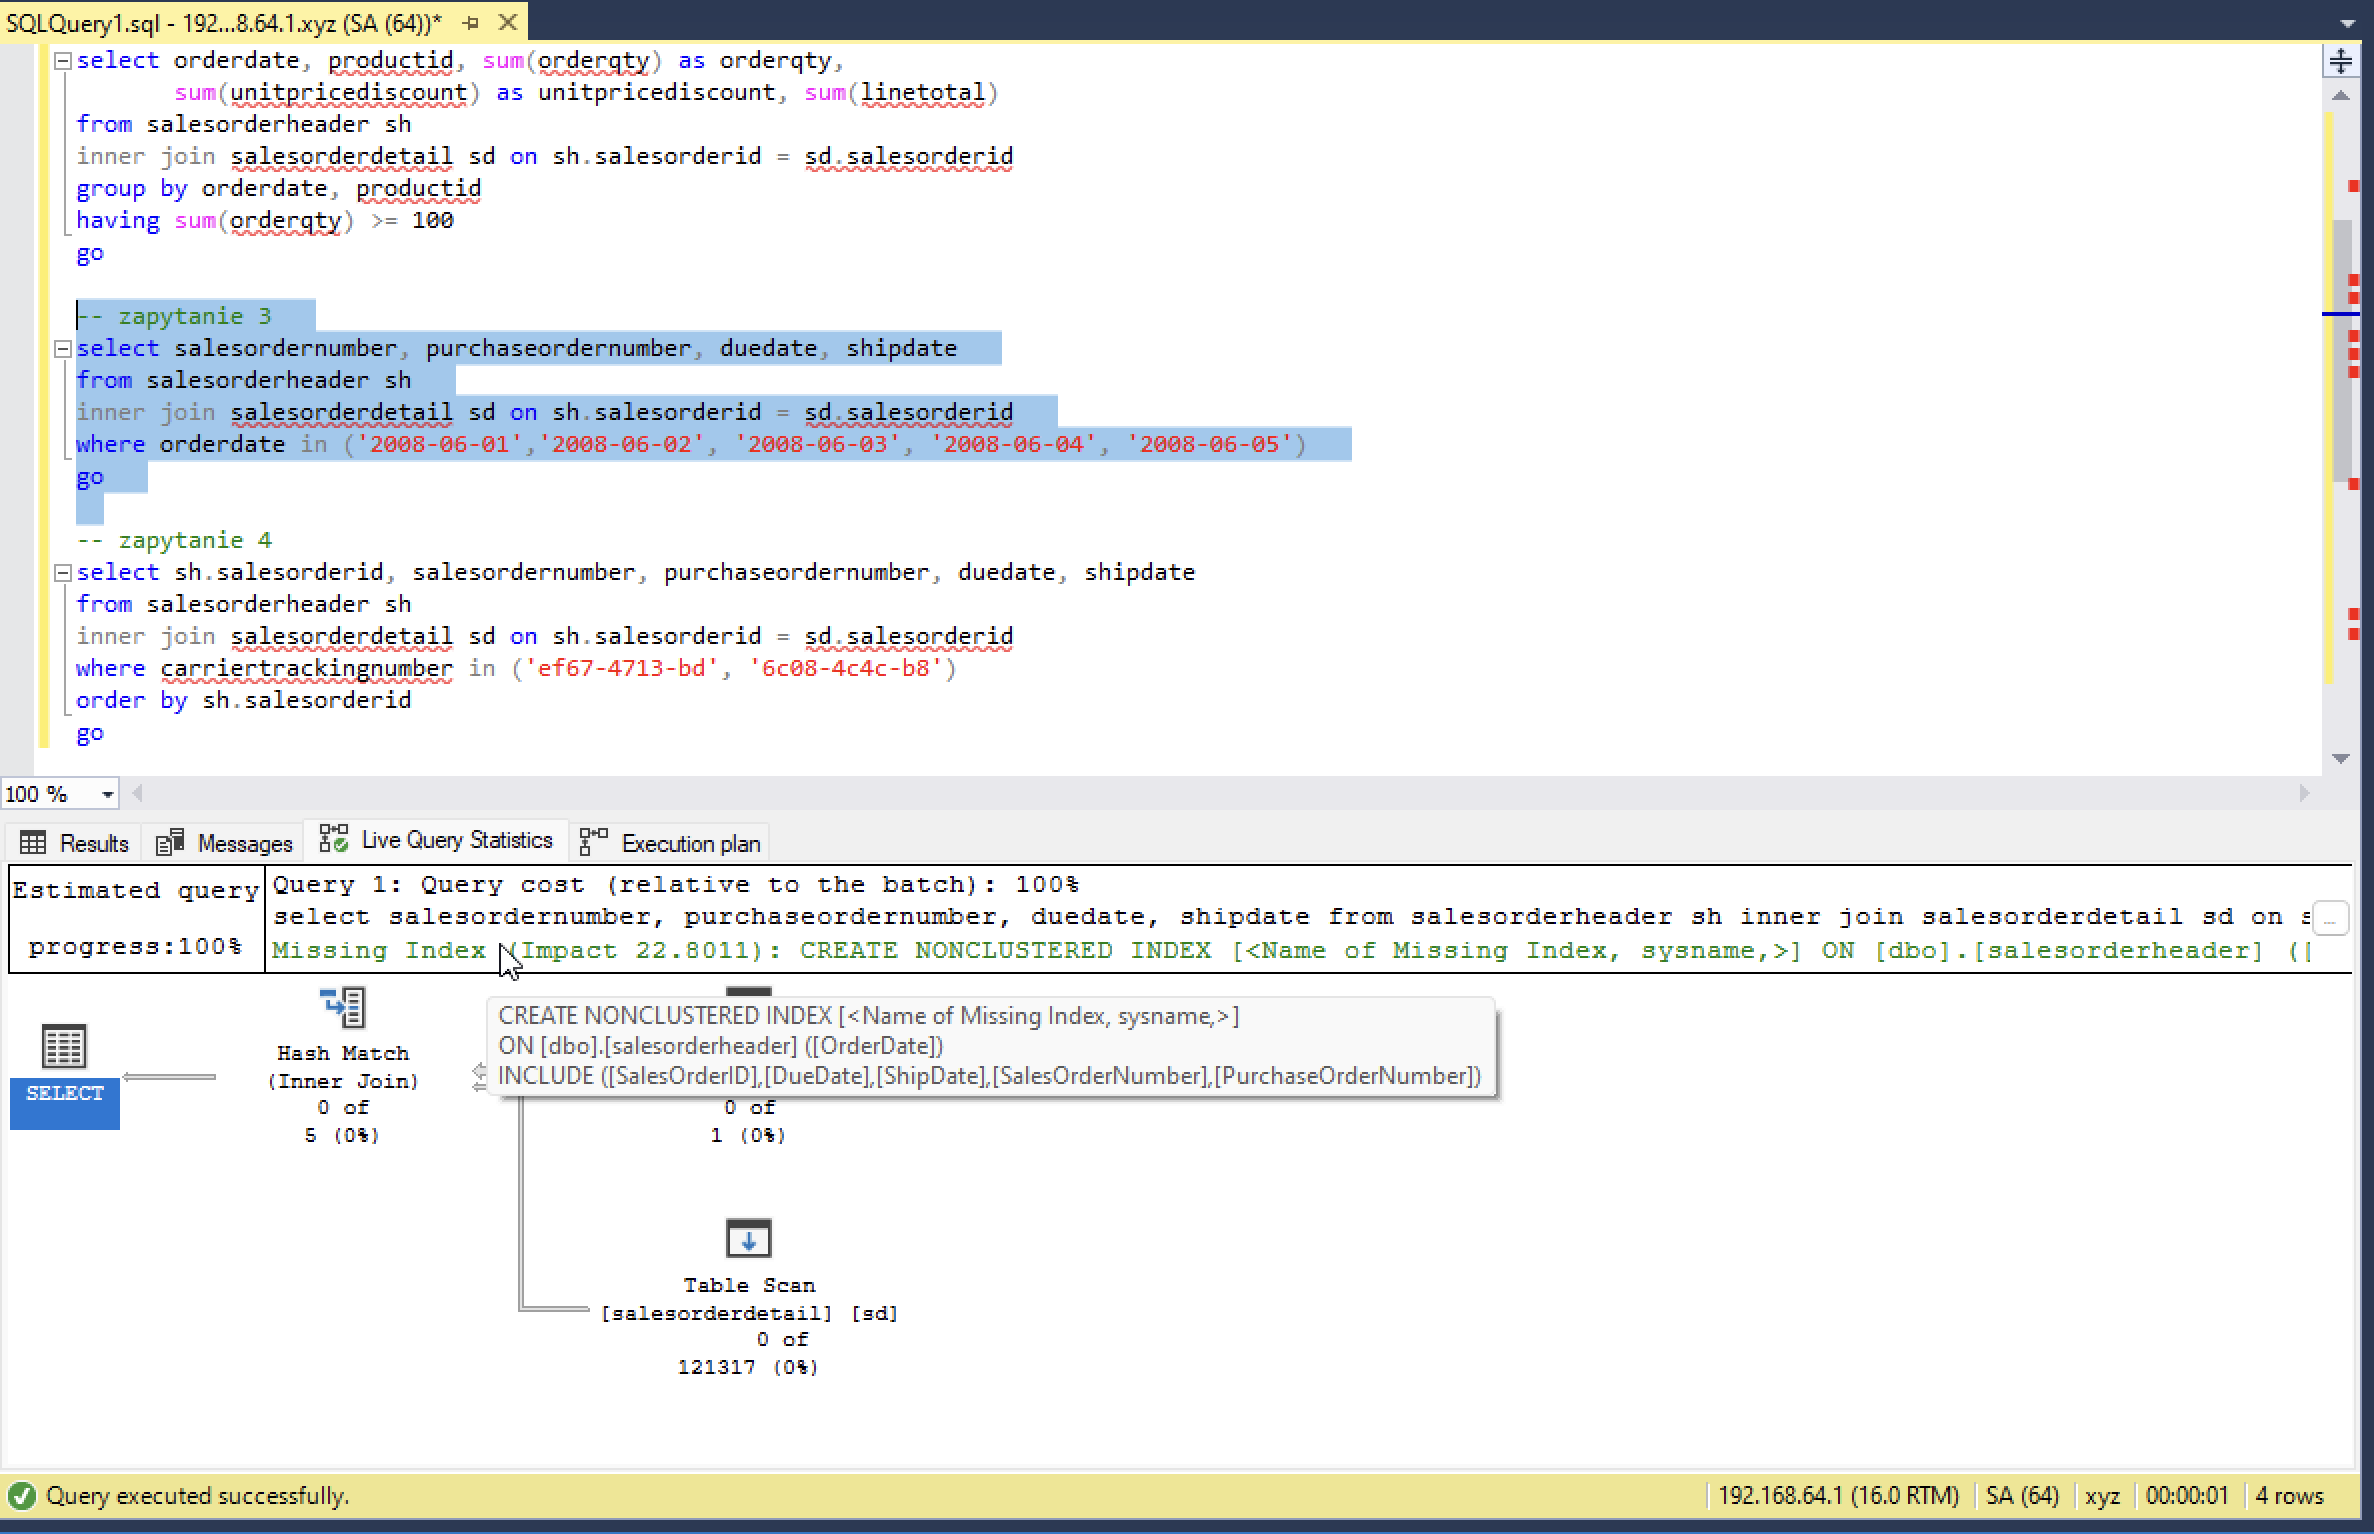 SQLQuery1.sql - 192...8.64.1.xyz (SA (64))*
select orderdate, productid, sum(orderqty) as orderqty,
sum(unitpricediscount) as unitpricediscount, sum(linetotal)
from salesorderheader sh
inner join salesorderdetail sd on sh.salesorderid = sd.salesorderid
group by orderdate, productid
having sum(orderqty) >= 100
go
-- zapytanie 3
select salesordernumber, purchaseordernumber, duedate, shipdate
from salesorderheader sh
inner join salesorderdetail sd on sh.salesorderid = sd.salesorderid
where orderdate in ('2008-06-01','2008-06-02', '2008-06-03', '2008-06-04', '2008-06-05')
go
-- zapytanie 4
select sh.salesorderid, salesordernumber, purchaseordernumber, duedate, shipdate
from salesorderheader sh
inner join salesorderdetail sd on sh.salesorderid = sd.salesorderid
where carriertrackingnumber in ('ef67-4713-bd', '6c08-4c4c-b8')
order by sh.salesorderid
go
100 %
Results Messages Live Query Statistics Execution plan
Estimated query
progress:100%
Query 1: Query cost (relative to the batch): 100%
select salesordernumber, purchaseordernumber, duedate, shipdate from salesorderheader sh inner join salesorderdetail sd on s
...
Missing Index (Impact 22.8011): CREATE NONCLUSTERED INDEX [<Name of Missing Index, sysname,>] ON [dbo].[salesorderheader] ([
CREATE NONCLUSTERED INDEX [<Name of Missing Index, sysname,>]
ON [dbo].[salesorderheader] ([OrderDate])
INCLUDE ([SalesOrderID],[DueDate],[ShipDate],[SalesOrderNumber],[PurchaseOrderNumber])
SELECT
Hash Match
(Inner Join)
0 of
5 (0%)
0 of
1 (0%)
Table Scan
[salesorderdetail] [sd]
0 of
121317 (0%)
Query executed successfully.
192.168.64.1 (16.0 RTM) SA (64) xyz 00:00:01 4 rows